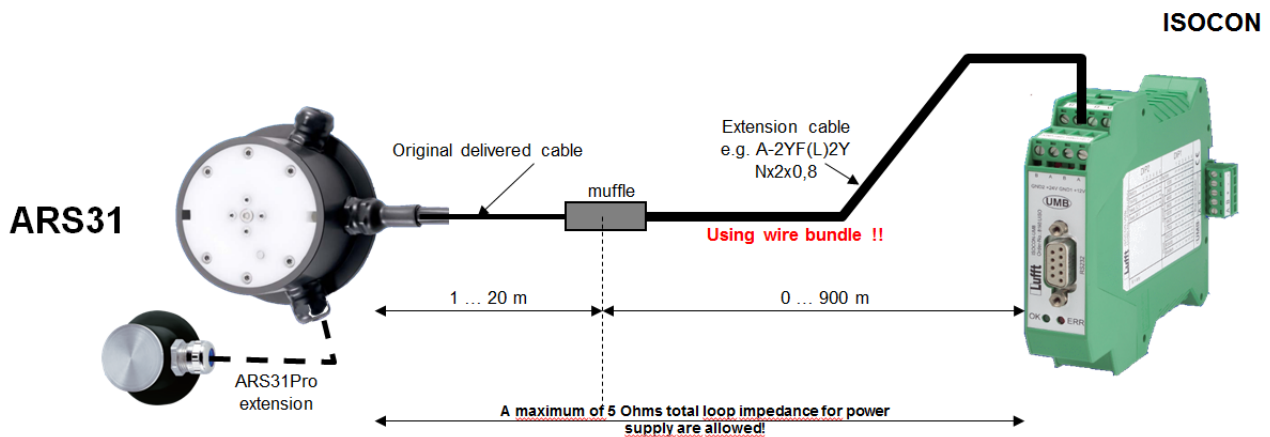 ISOCON
Extension cable
e.g. A-2YF(L)2Y
Nx2x0,8
Original delivered cable
muffle
ARS31
Using wire bundle !!
UMB
Lufft
RS232
OK
ERR
1 ... 20 m
0 ... 900 m
ARS31Pro
extension
A maximum of 5 Ohms total loop impedance for power
supply are allowed!